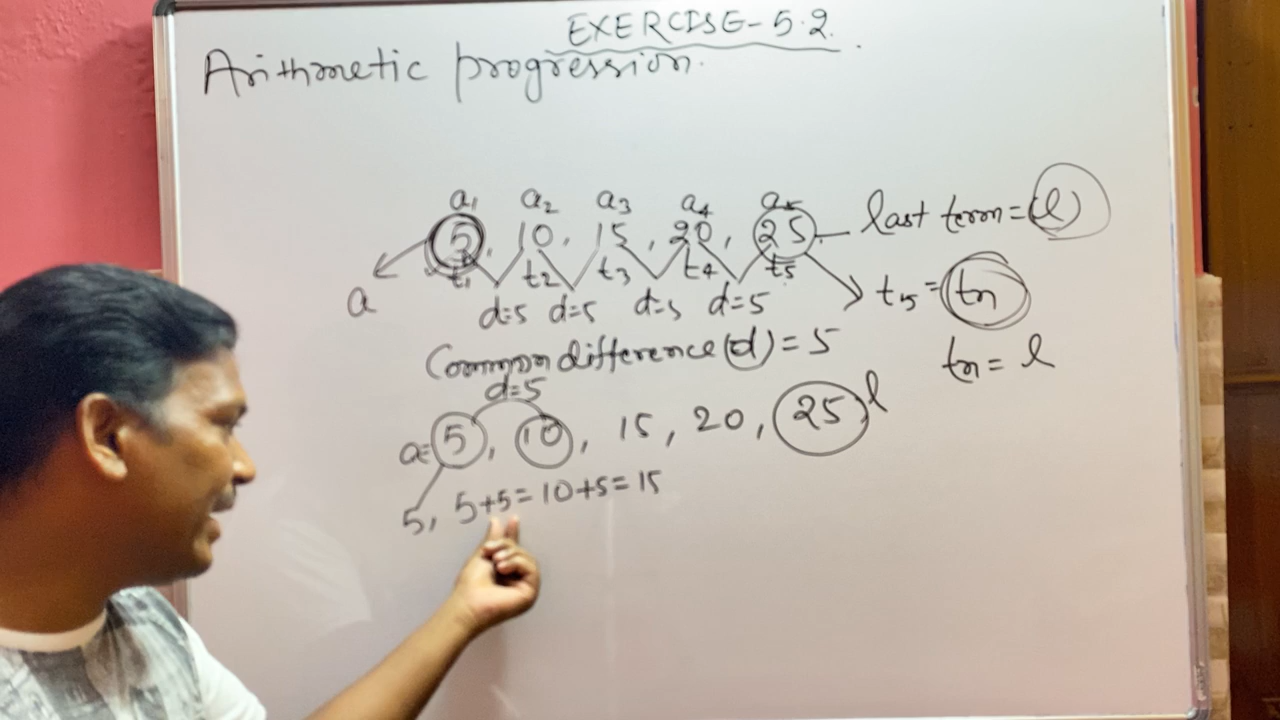 EXERCISE-5.2.
Arithmetic progression.
a1 a2 a3 a4 a5
5, 10, 15, 20, 25 last term = (l)
t1 t2 t3 t4 t5
a d=5 d=5 d=5 d=5 t5 = tn
Common difference (d) = 5 tn = l
d=5
a=5, 10, 15, 20, 25 l
5, 5+5=10+5=15